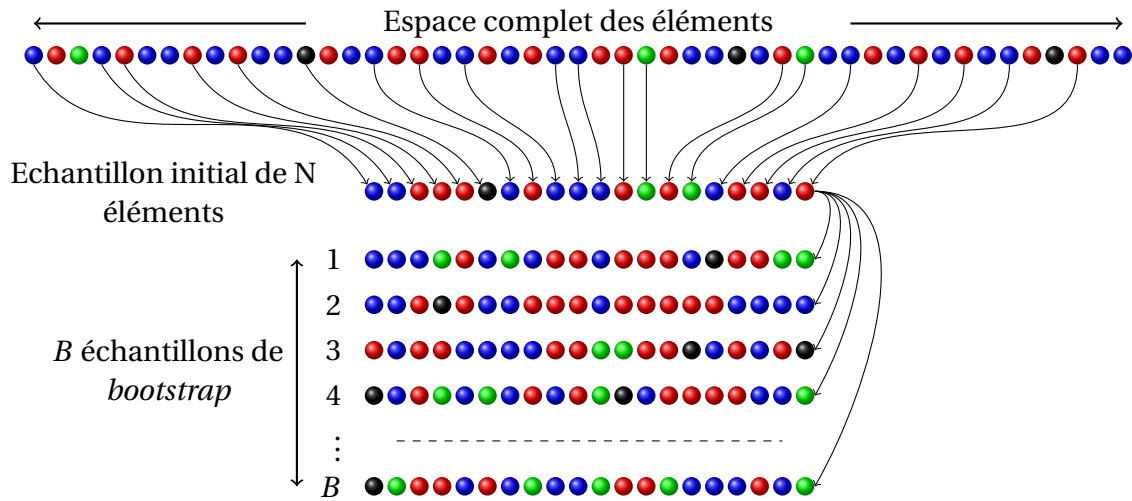 Espace complet des éléments
Echantillon initial de N
éléments
1
2
B échantillons de
bootstrap
3
4
⋮
B